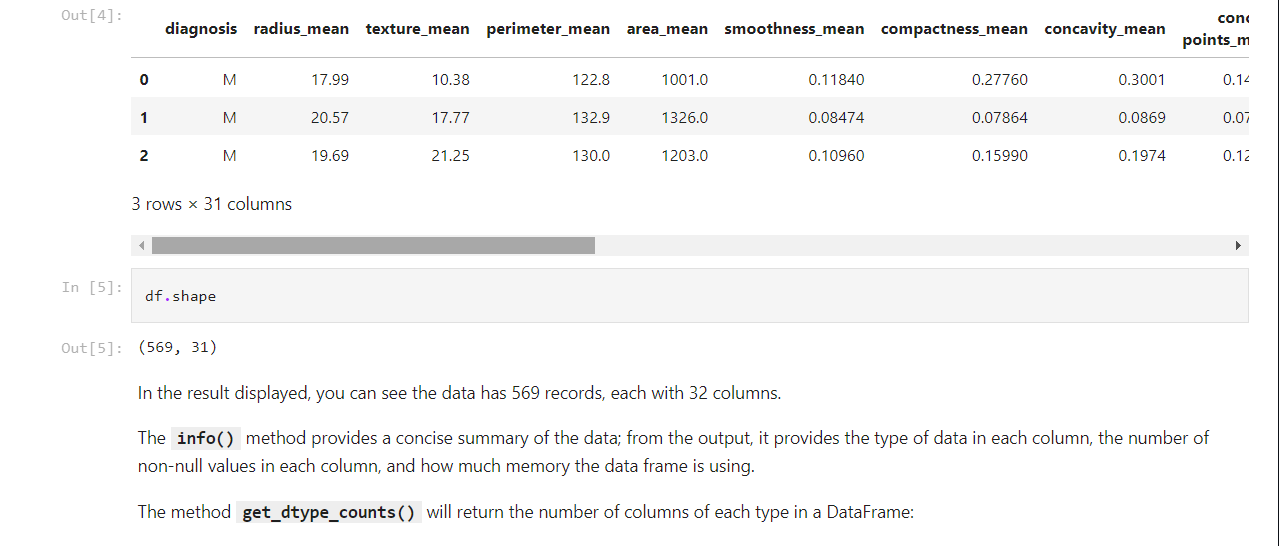 Out[4]:
diagnosis radius_mean texture_mean perimeter_mean area_mean smoothness_mean compactness_mean concavity_mean
0 M 17.99 10.38 122.8 1001.0 0.11840 0.27760 0.3001
1 M 20.57 17.77 132.9 1326.0 0.08474 0.07864 0.0869
2 M 19.69 21.25 130.0 1203.0 0.10960 0.15990 0.1974
3 rows × 31 columns
In [5]: df.shape
Out[5]: (569, 31)
In the result displayed, you can see the data has 569 records, each with 32 columns.
The info() method provides a concise summary of the data; from the output, it provides the type of data in each column, the number of
non-null values in each column, and how much memory the data frame is using.
The method get_dtype_counts() will return the number of columns of each type in a DataFrame: